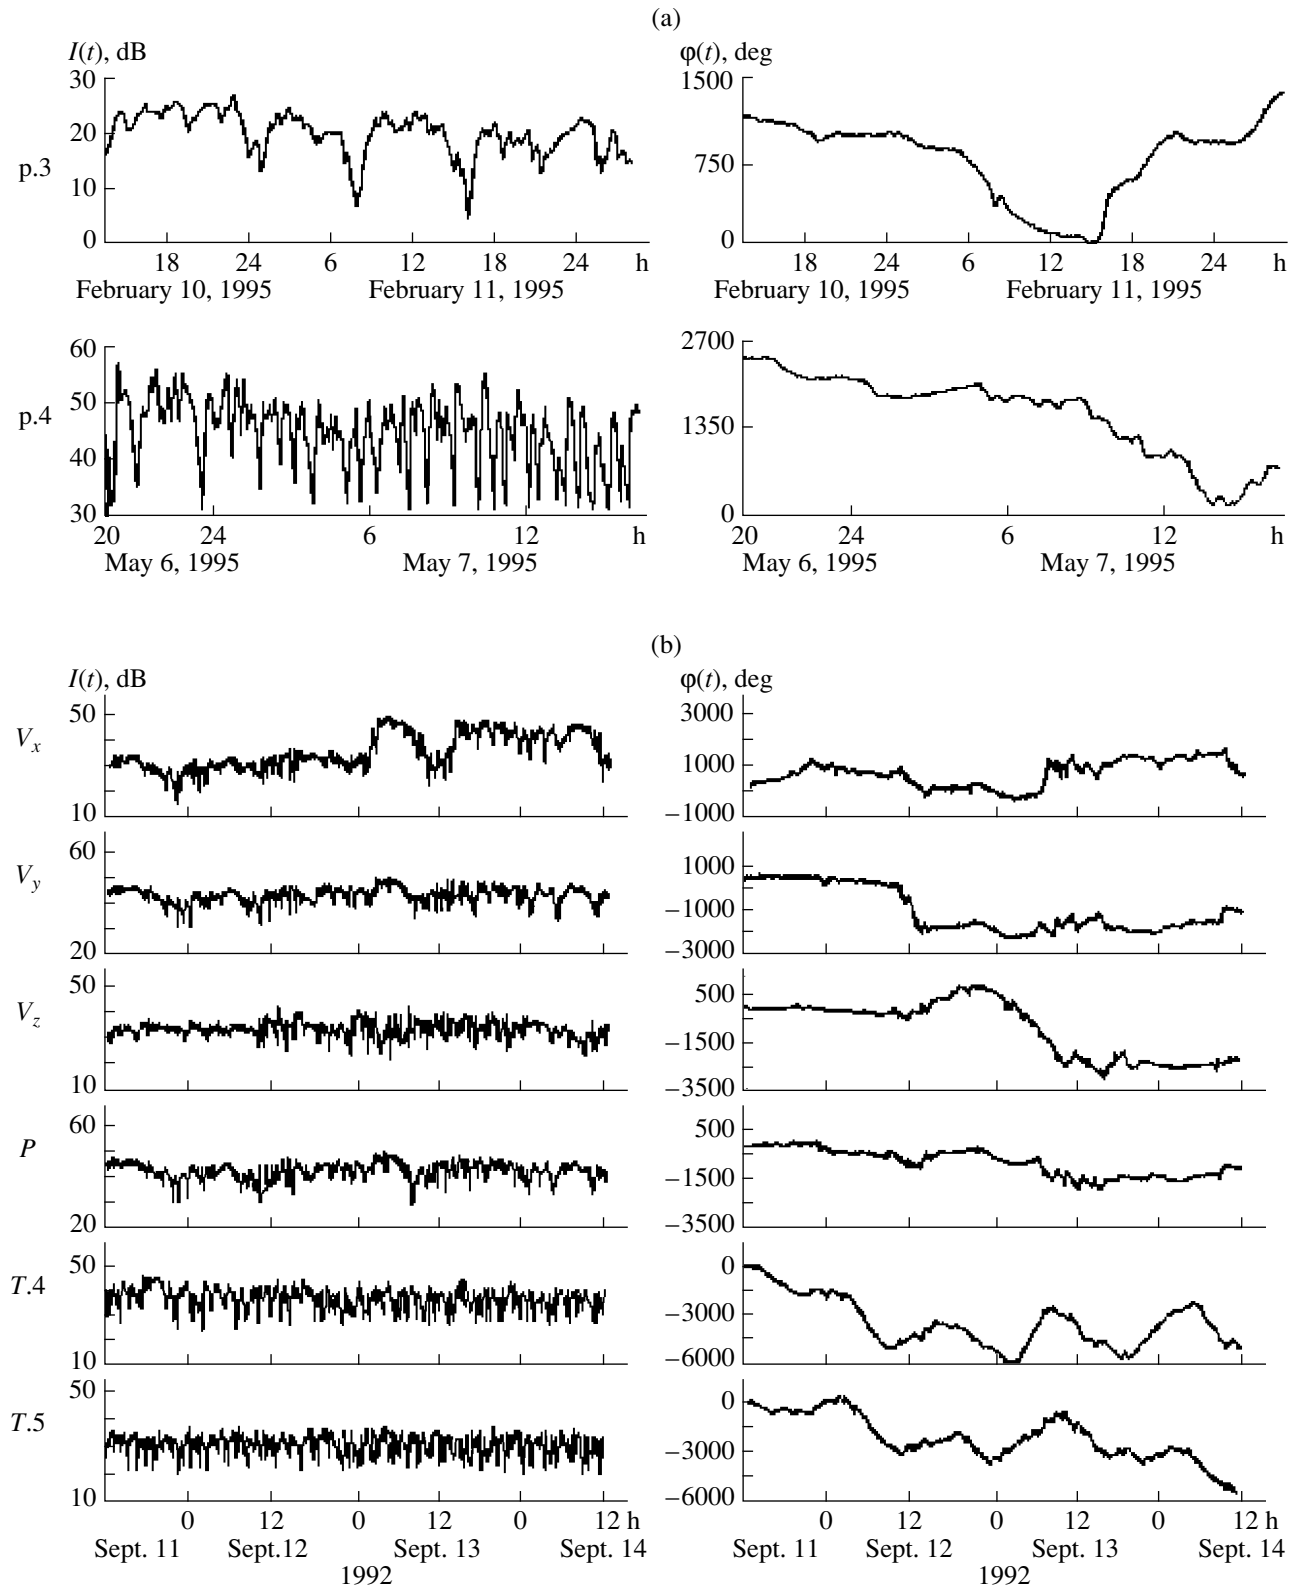 (a)
I(t), dB φ(t), deg
30 1500
20
p.3 750
10
0 0
18 24 6 12 18 24 h 18 24 6 12 18 24 h
February 10, 1995 February 11, 1995 February 10, 1995 February 11, 1995
60 2700
50
p.4 1350
40
30 0
20 24 6 12 h 20 24 6 12 h
May 6, 1995 May 7, 1995 May 6, 1995 May 7, 1995
(b)
I(t), dB φ(t), deg
50 3000
Vx 1000
10 −1000
60 1000
Vy −1000
20 −3000
50 500
Vz −1500
10 −3500
60 500
P −1500
20 −3500
50 0
T.4 −3000
10 −6000
50 0
T.5 −3000
10 −6000
0 12 0 0 12 h 0 12 0 12 0 12 h
Sept. 11 Sept.12 Sept. 13 Sept. 14 Sept. 11 Sept. 12 Sept. 13 Sept. 14
1992 1992